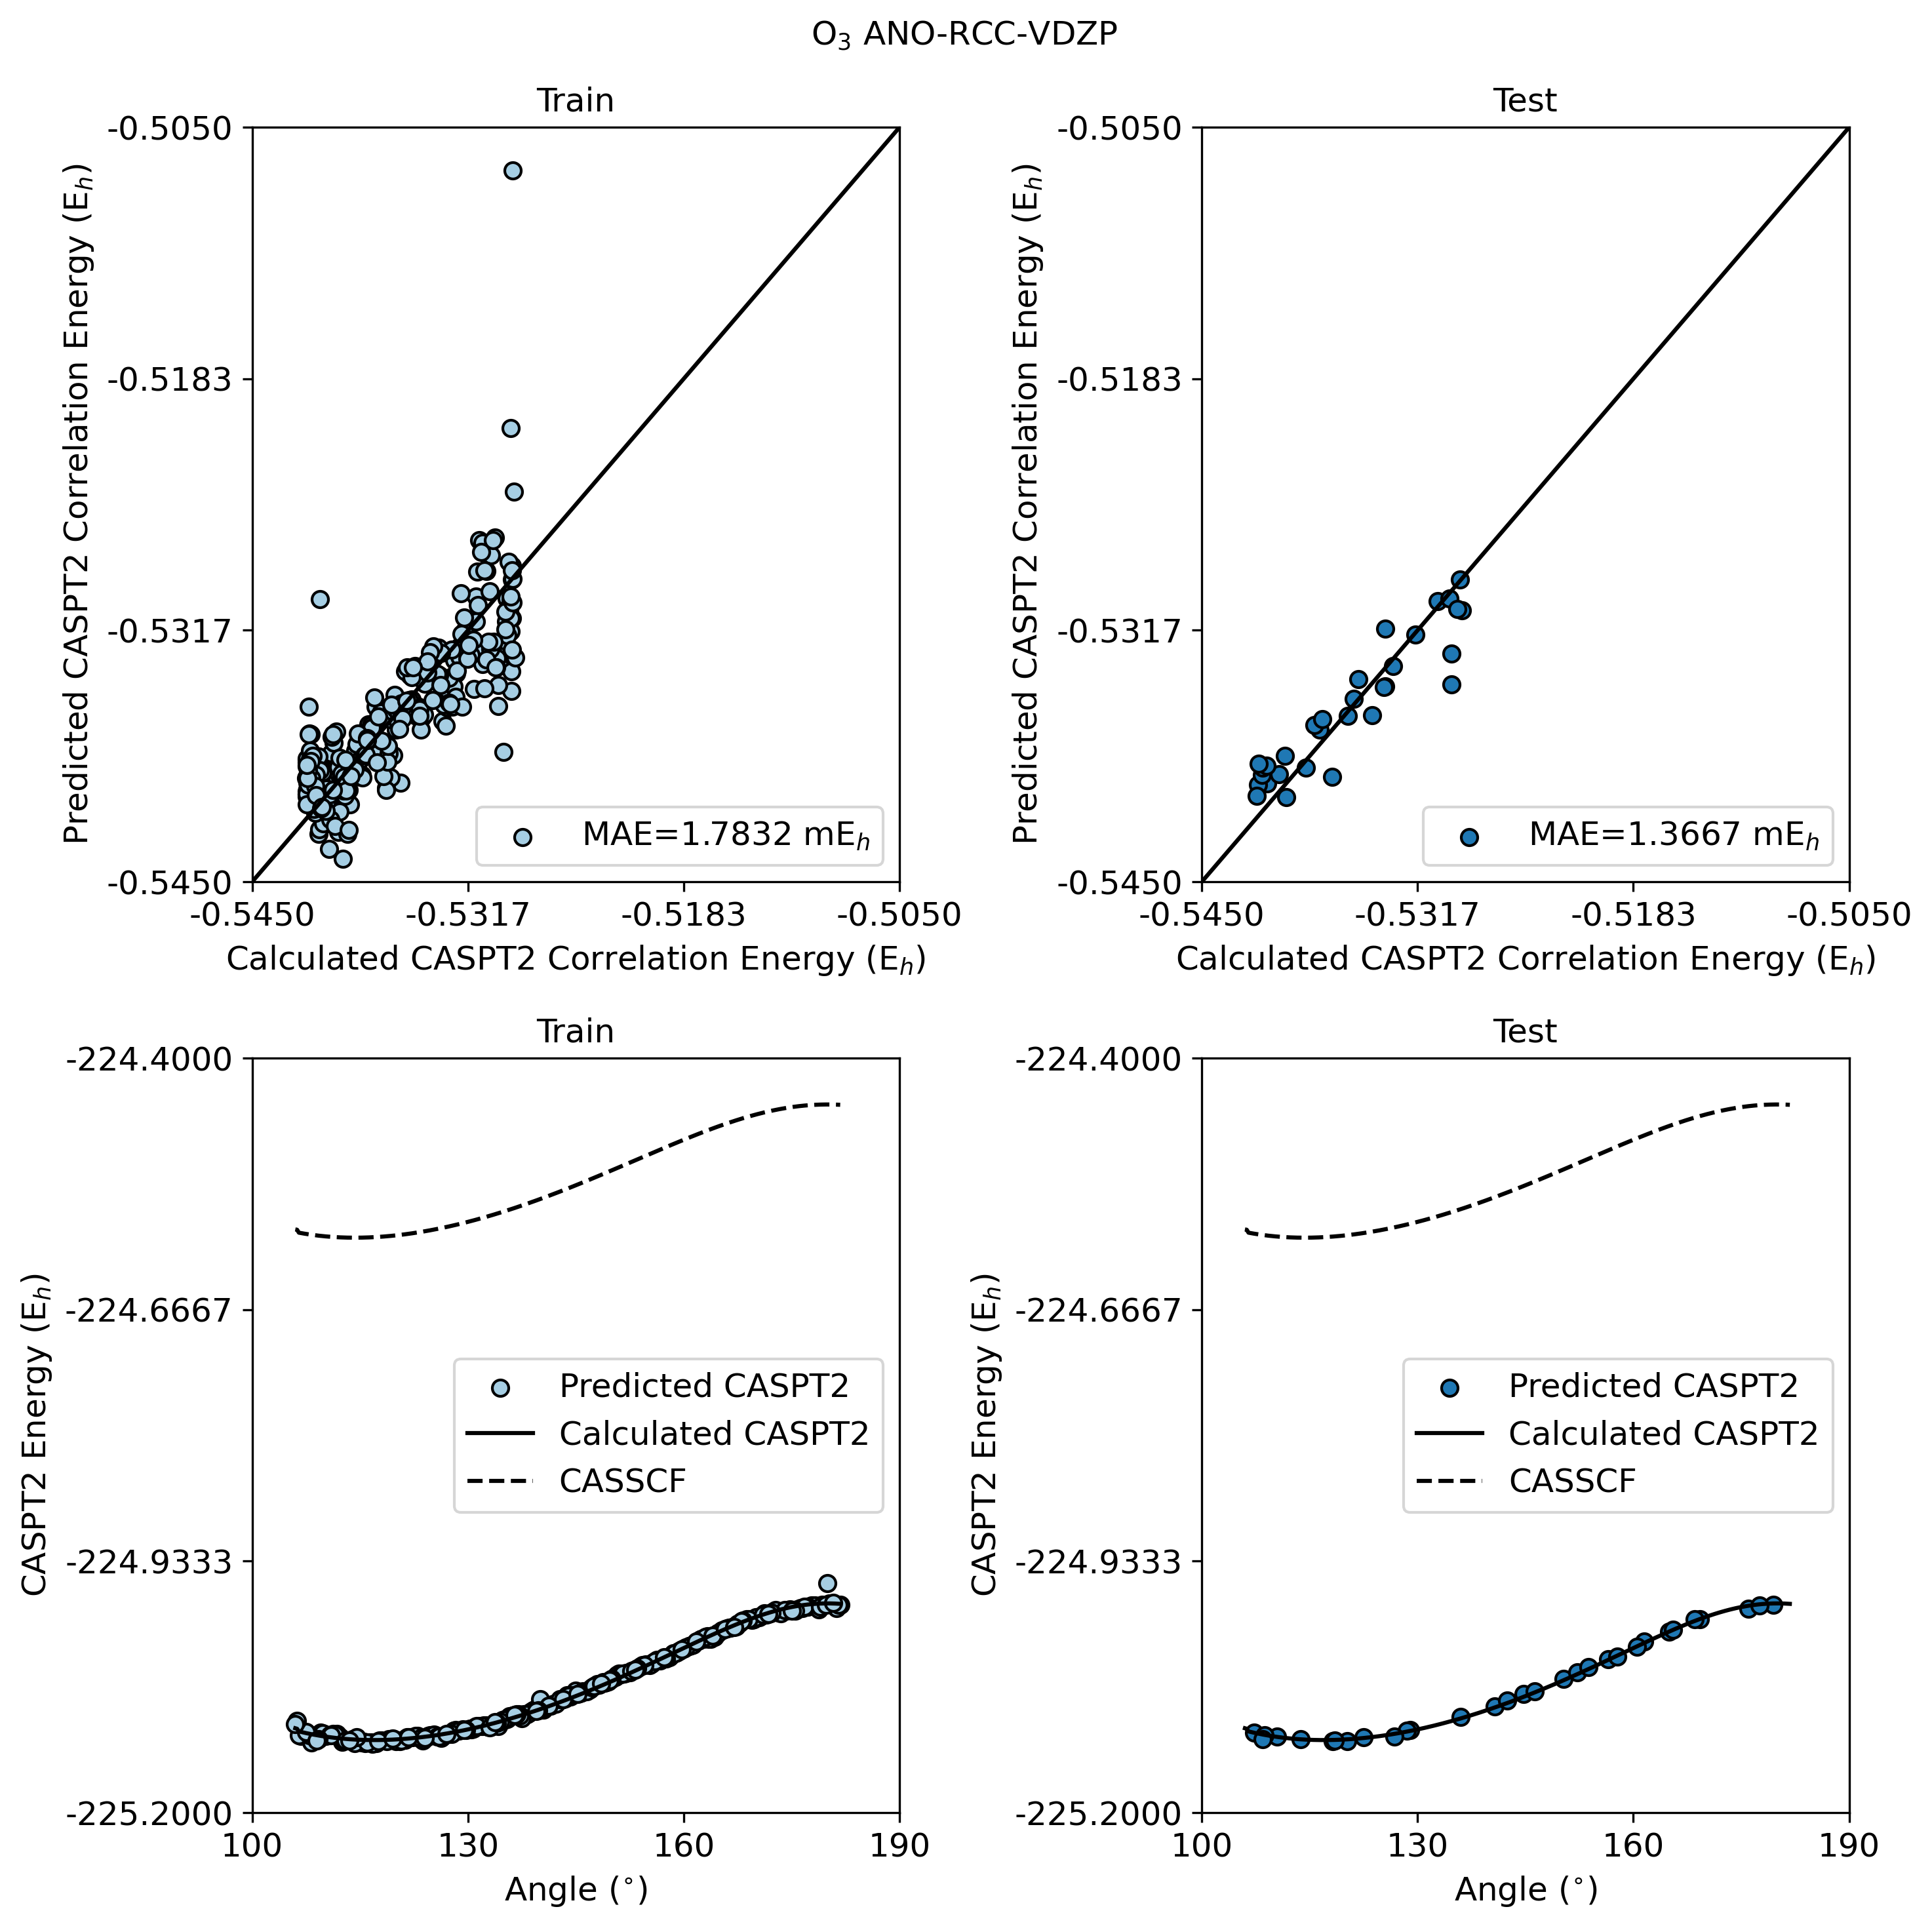 O₃ ANO-RCC-VDZP
Train
Predicted CASPT2 Correlation Energy (Eₕ)
-0.5050
-0.5183
-0.5317
-0.5450
MAE=1.7832 mEₕ
-0.5450 -0.5317 -0.5183 -0.5050
Calculated CASPT2 Correlation Energy (Eₕ)
Test
Predicted CASPT2 Correlation Energy (Eₕ)
-0.5050
-0.5183
-0.5317
-0.5450
MAE=1.3667 mEₕ
-0.5450 -0.5317 -0.5183 -0.5050
Calculated CASPT2 Correlation Energy (Eₕ)
Train
CASPT2 Energy (Eₕ)
-224.4000
-224.6667
-224.9333
-225.2000
Predicted CASPT2
Calculated CASPT2
CASSCF
100 130 160 190
Angle (°)
Test
CASPT2 Energy (Eₕ)
-224.4000
-224.6667
-224.9333
-225.2000
Predicted CASPT2
Calculated CASPT2
CASSCF
100 130 160 190
Angle (°)